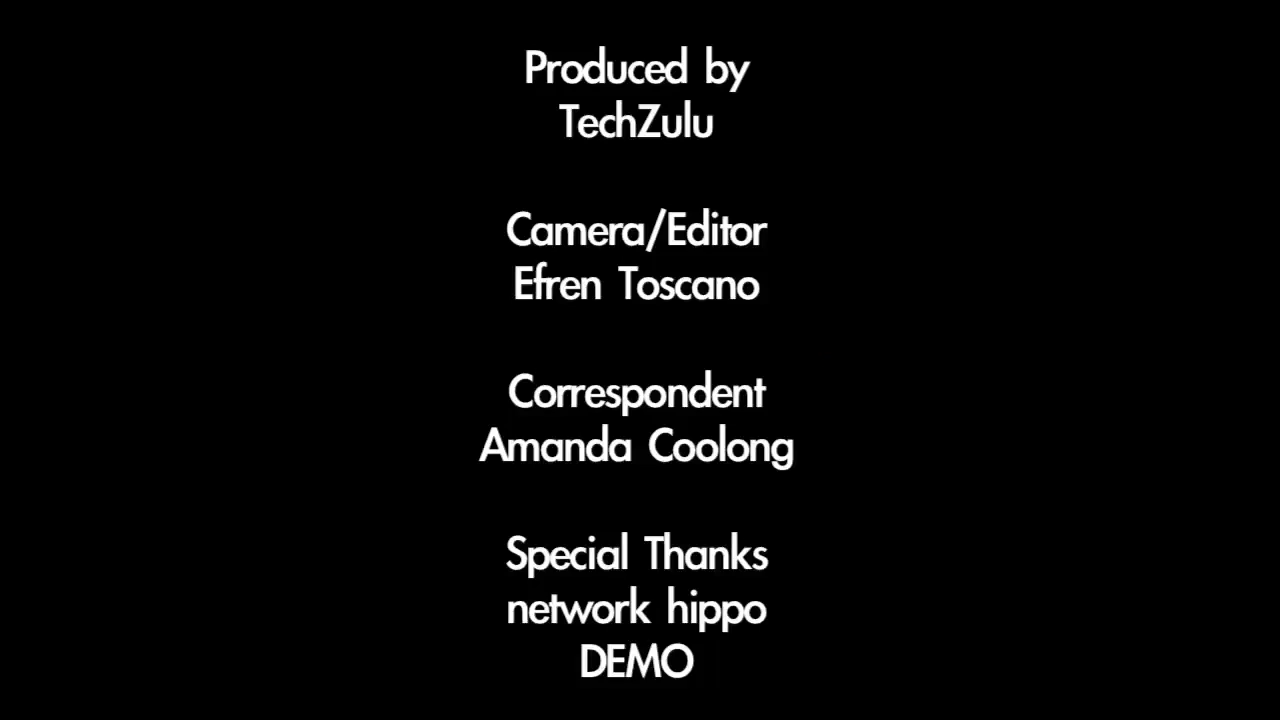 Produced by
TechZulu
Camera/Editor
Efren Toscano
Correspondent
Amanda Coolong
Special Thanks
network hippo
DEMO